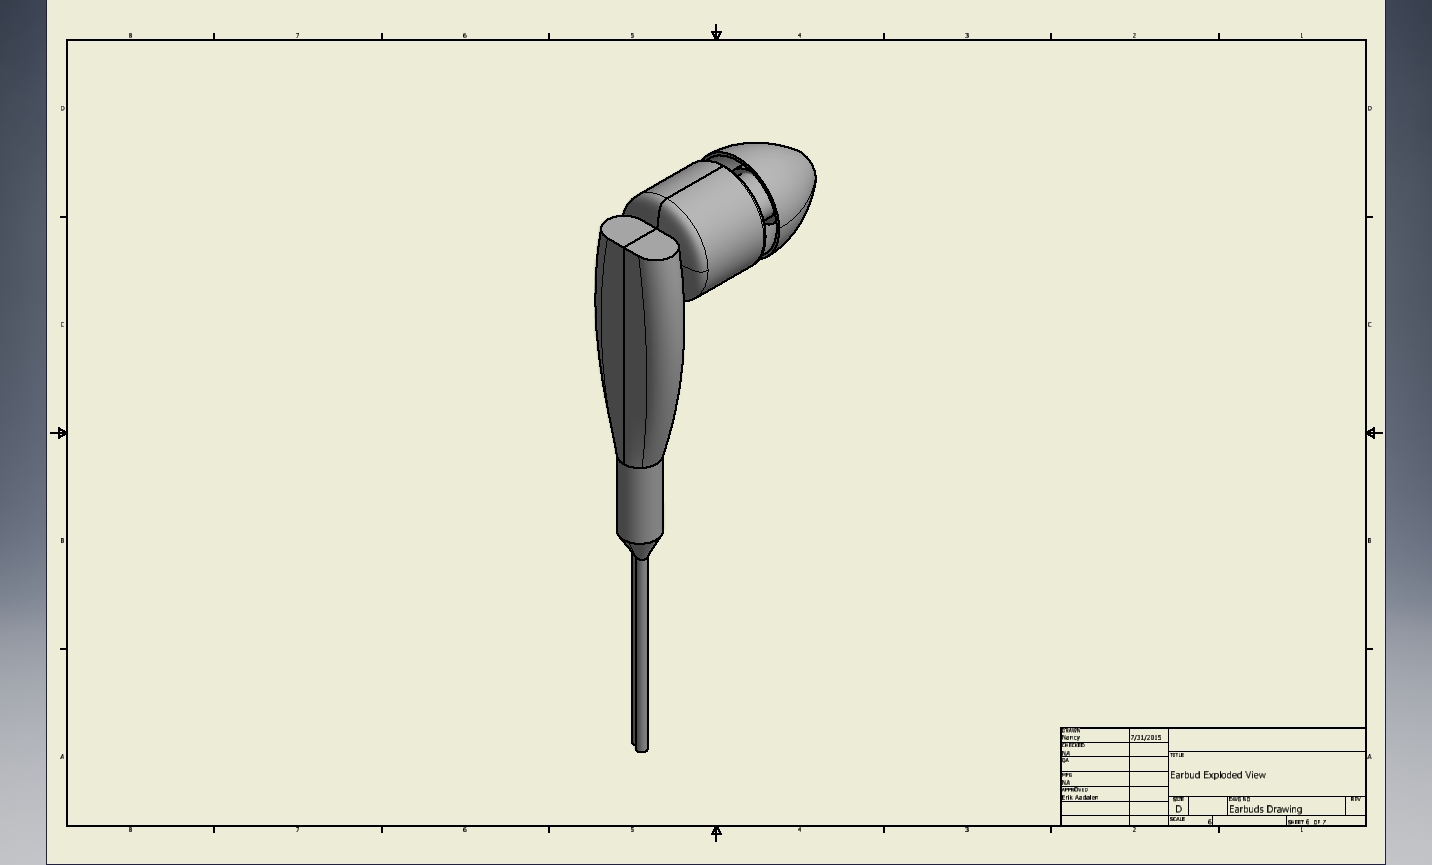 8 7 6 5 4 3 2 1
D D
C C
B B
A A
DRAWN
Nancy 7/31/2015
CHECKED
NA
QA
MFG
NA
APPROVED
Erik Aadalen
TITLE
Earbud Exploded View
SIZE DWG NO REV
D Earbuds Drawing
SCALE 6 SHEET 6 OF 7
8 7 6 5 4 3 2 1